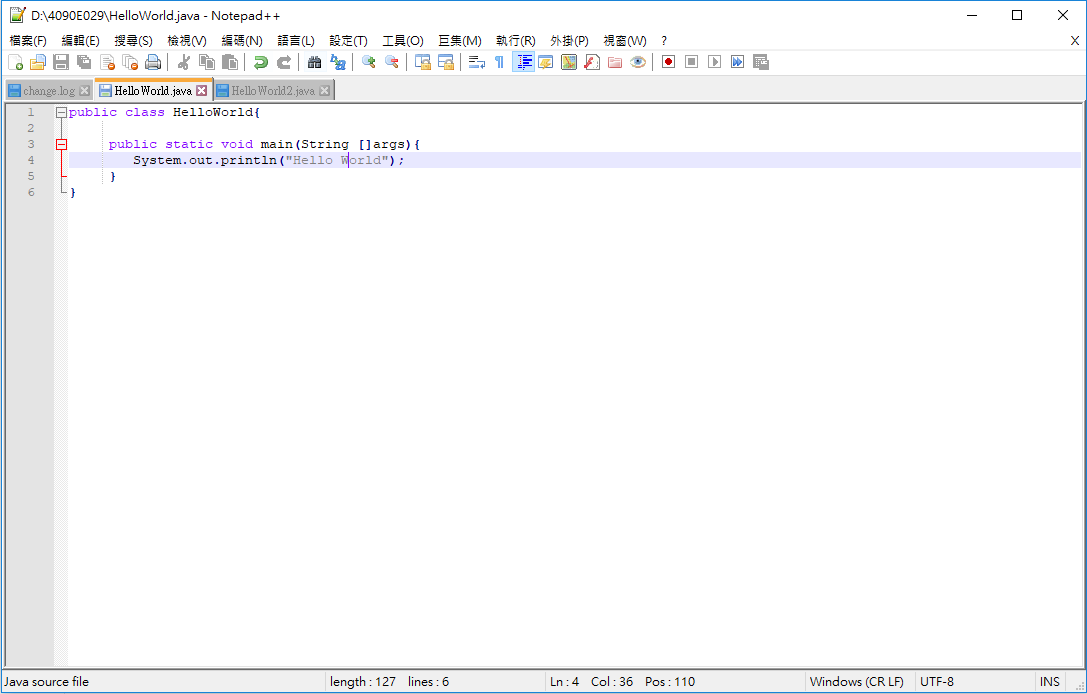 D:\4090E029\HelloWorld.java - Notepad++
檔案(F) 編輯(E) 搜尋(S) 檢視(V) 編碼(N) 語言(L) 設定(T) 工具(O) 巨集(M) 執行(R) 外掛(P) 視窗(W) ? X
change.log HelloWorld.java HelloWorld2.java
1 public class HelloWorld{
2
3 public static void main(String []args){
4 System.out.println("Hello World");
5 }
6 }
Java source file length : 127 lines : 6 Ln : 4 Col : 36 Pos : 110 Windows (CR LF) UTF-8 INS